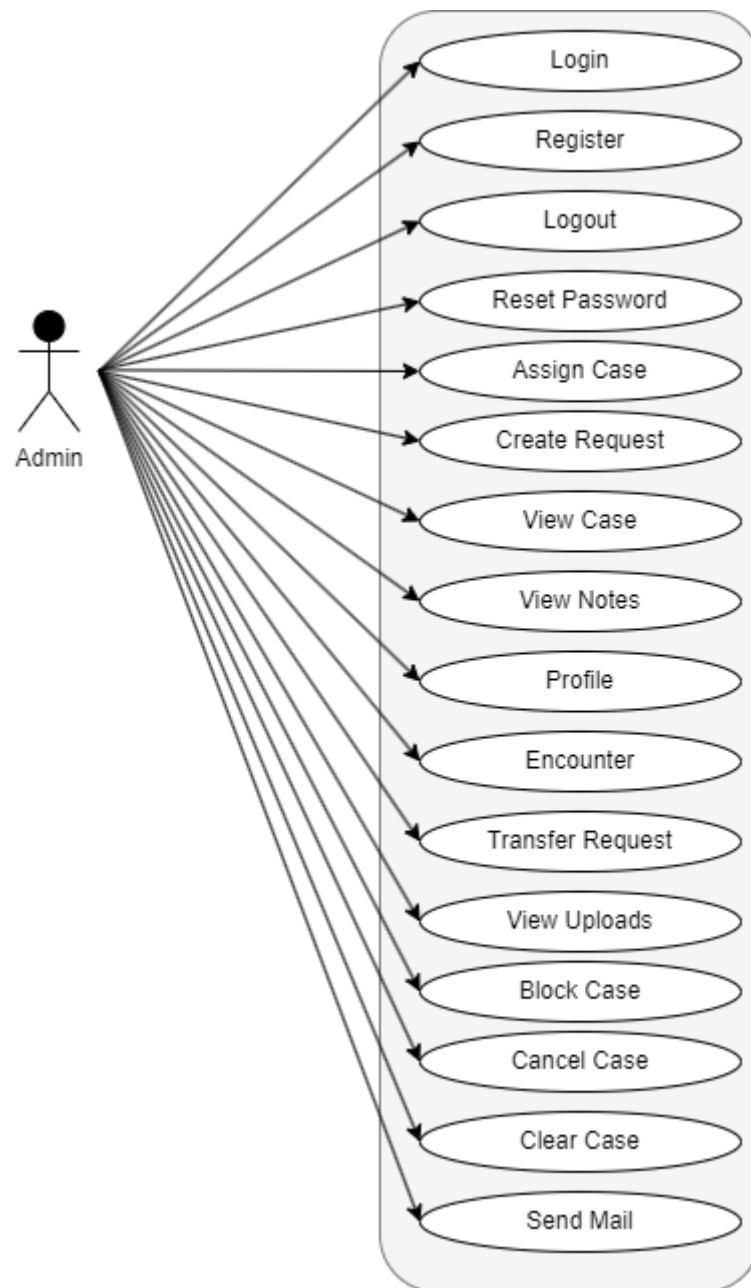 Login
Register
Logout
Reset Password
Assign Case
Create Request
Admin
View Case
View Notes
Profile
Encounter
Transfer Request
View Uploads
Block Case
Cancel Case
Clear Case
Send Mail